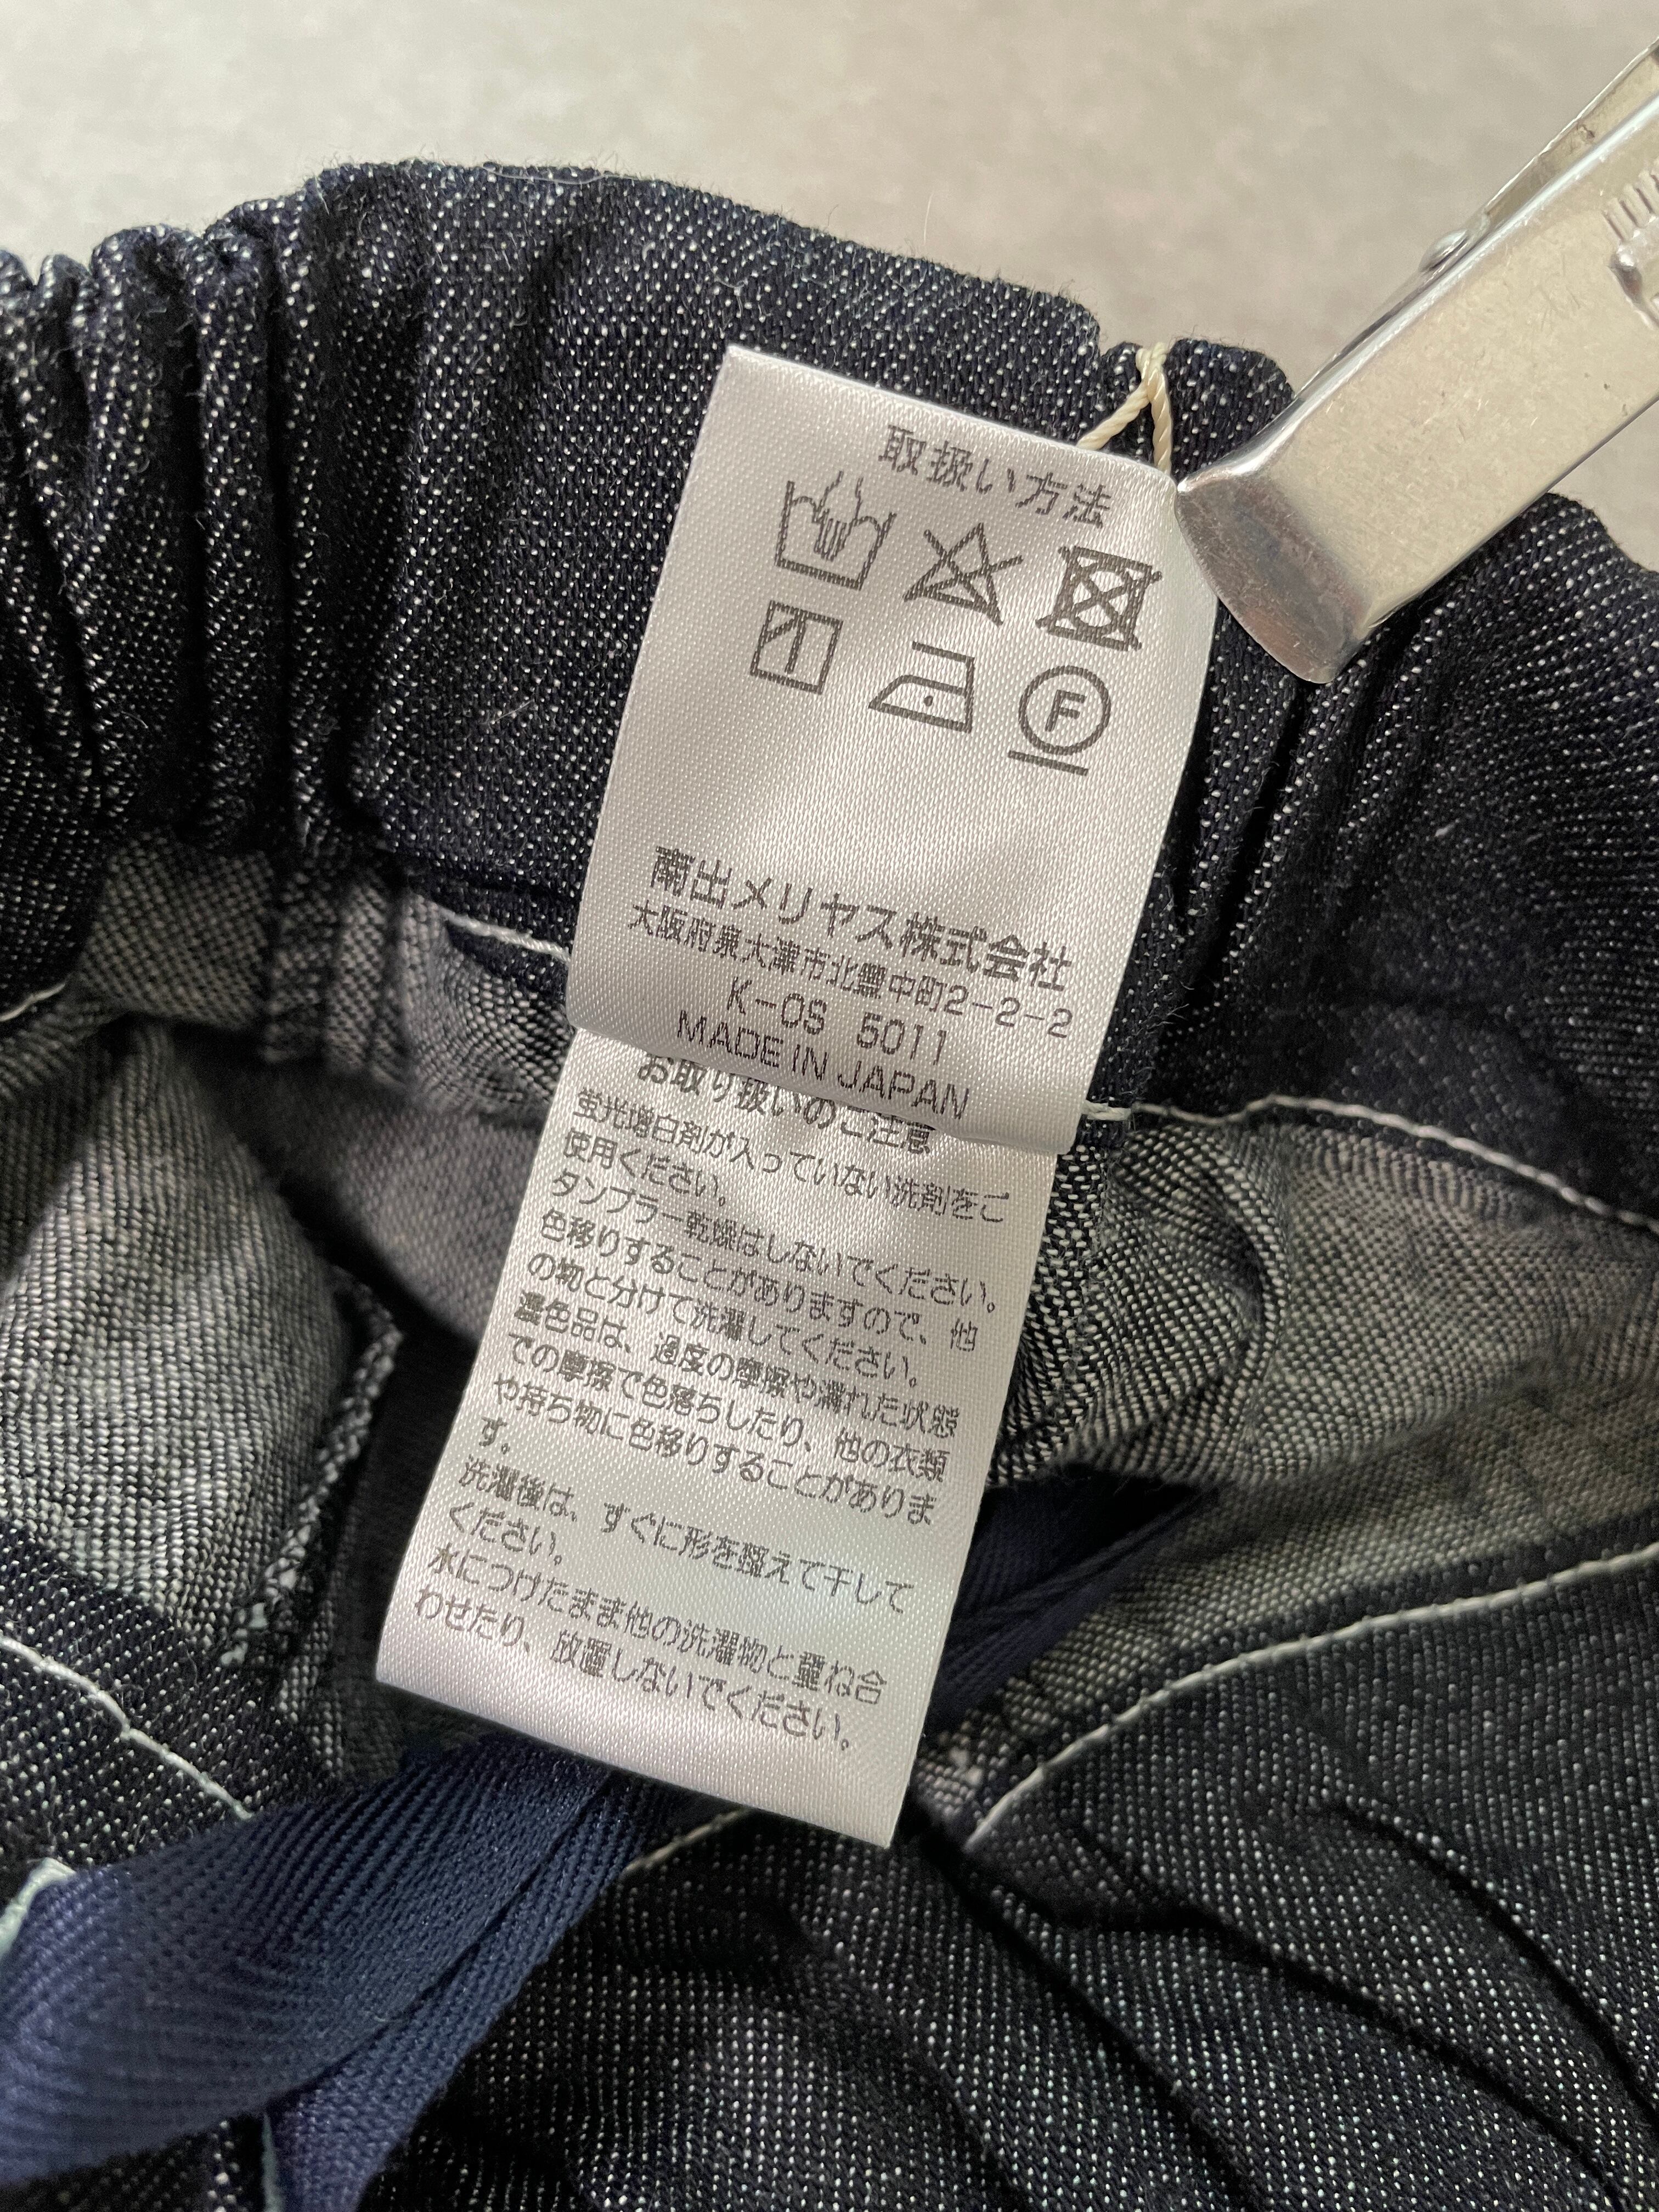 取扱い方法
F
南出メリヤス株式会社
大阪府泉大津市北豊中町2-2-2
K-OS 5011
MADE IN JAPAN
お取り扱いのご注意
蛍光増白剤が入っていない洗剤をご
使用ください。
タンブラー乾燥はしないでください。
色移りすることがありますので、他
の物と分けて洗濯してください。
濃色品は、過度の摩擦や濡れた状態
での摩擦で色落ちしたり、他の衣類
や持ち物に色移りすることがありま
す。
洗濯後は、すぐに形を整えて干して
ください。
水につけたまま他の洗濯物と重ね合
わせたり、放置しないでください。